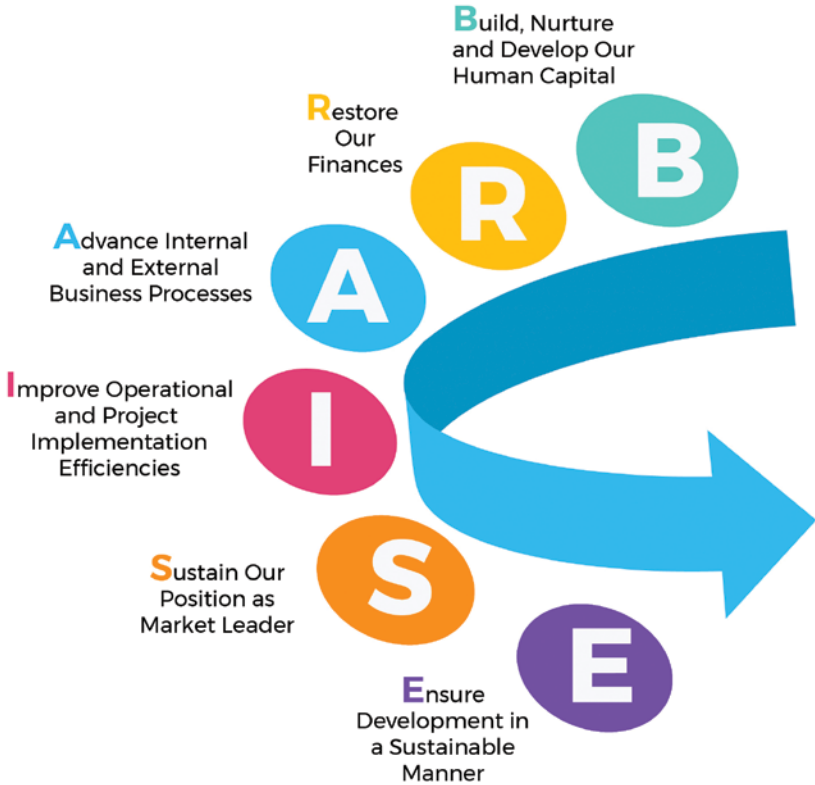 Build, Nurture
and Develop Our
Human Capital
B
Restore
Our
Finances
R
Advance Internal
and External
Business Processes
A
Improve Operational
and Project
Implementation
Efficiencies
I
Sustain Our
Position as
Market Leader
S
Ensure
Development in
a Sustainable
Manner
E